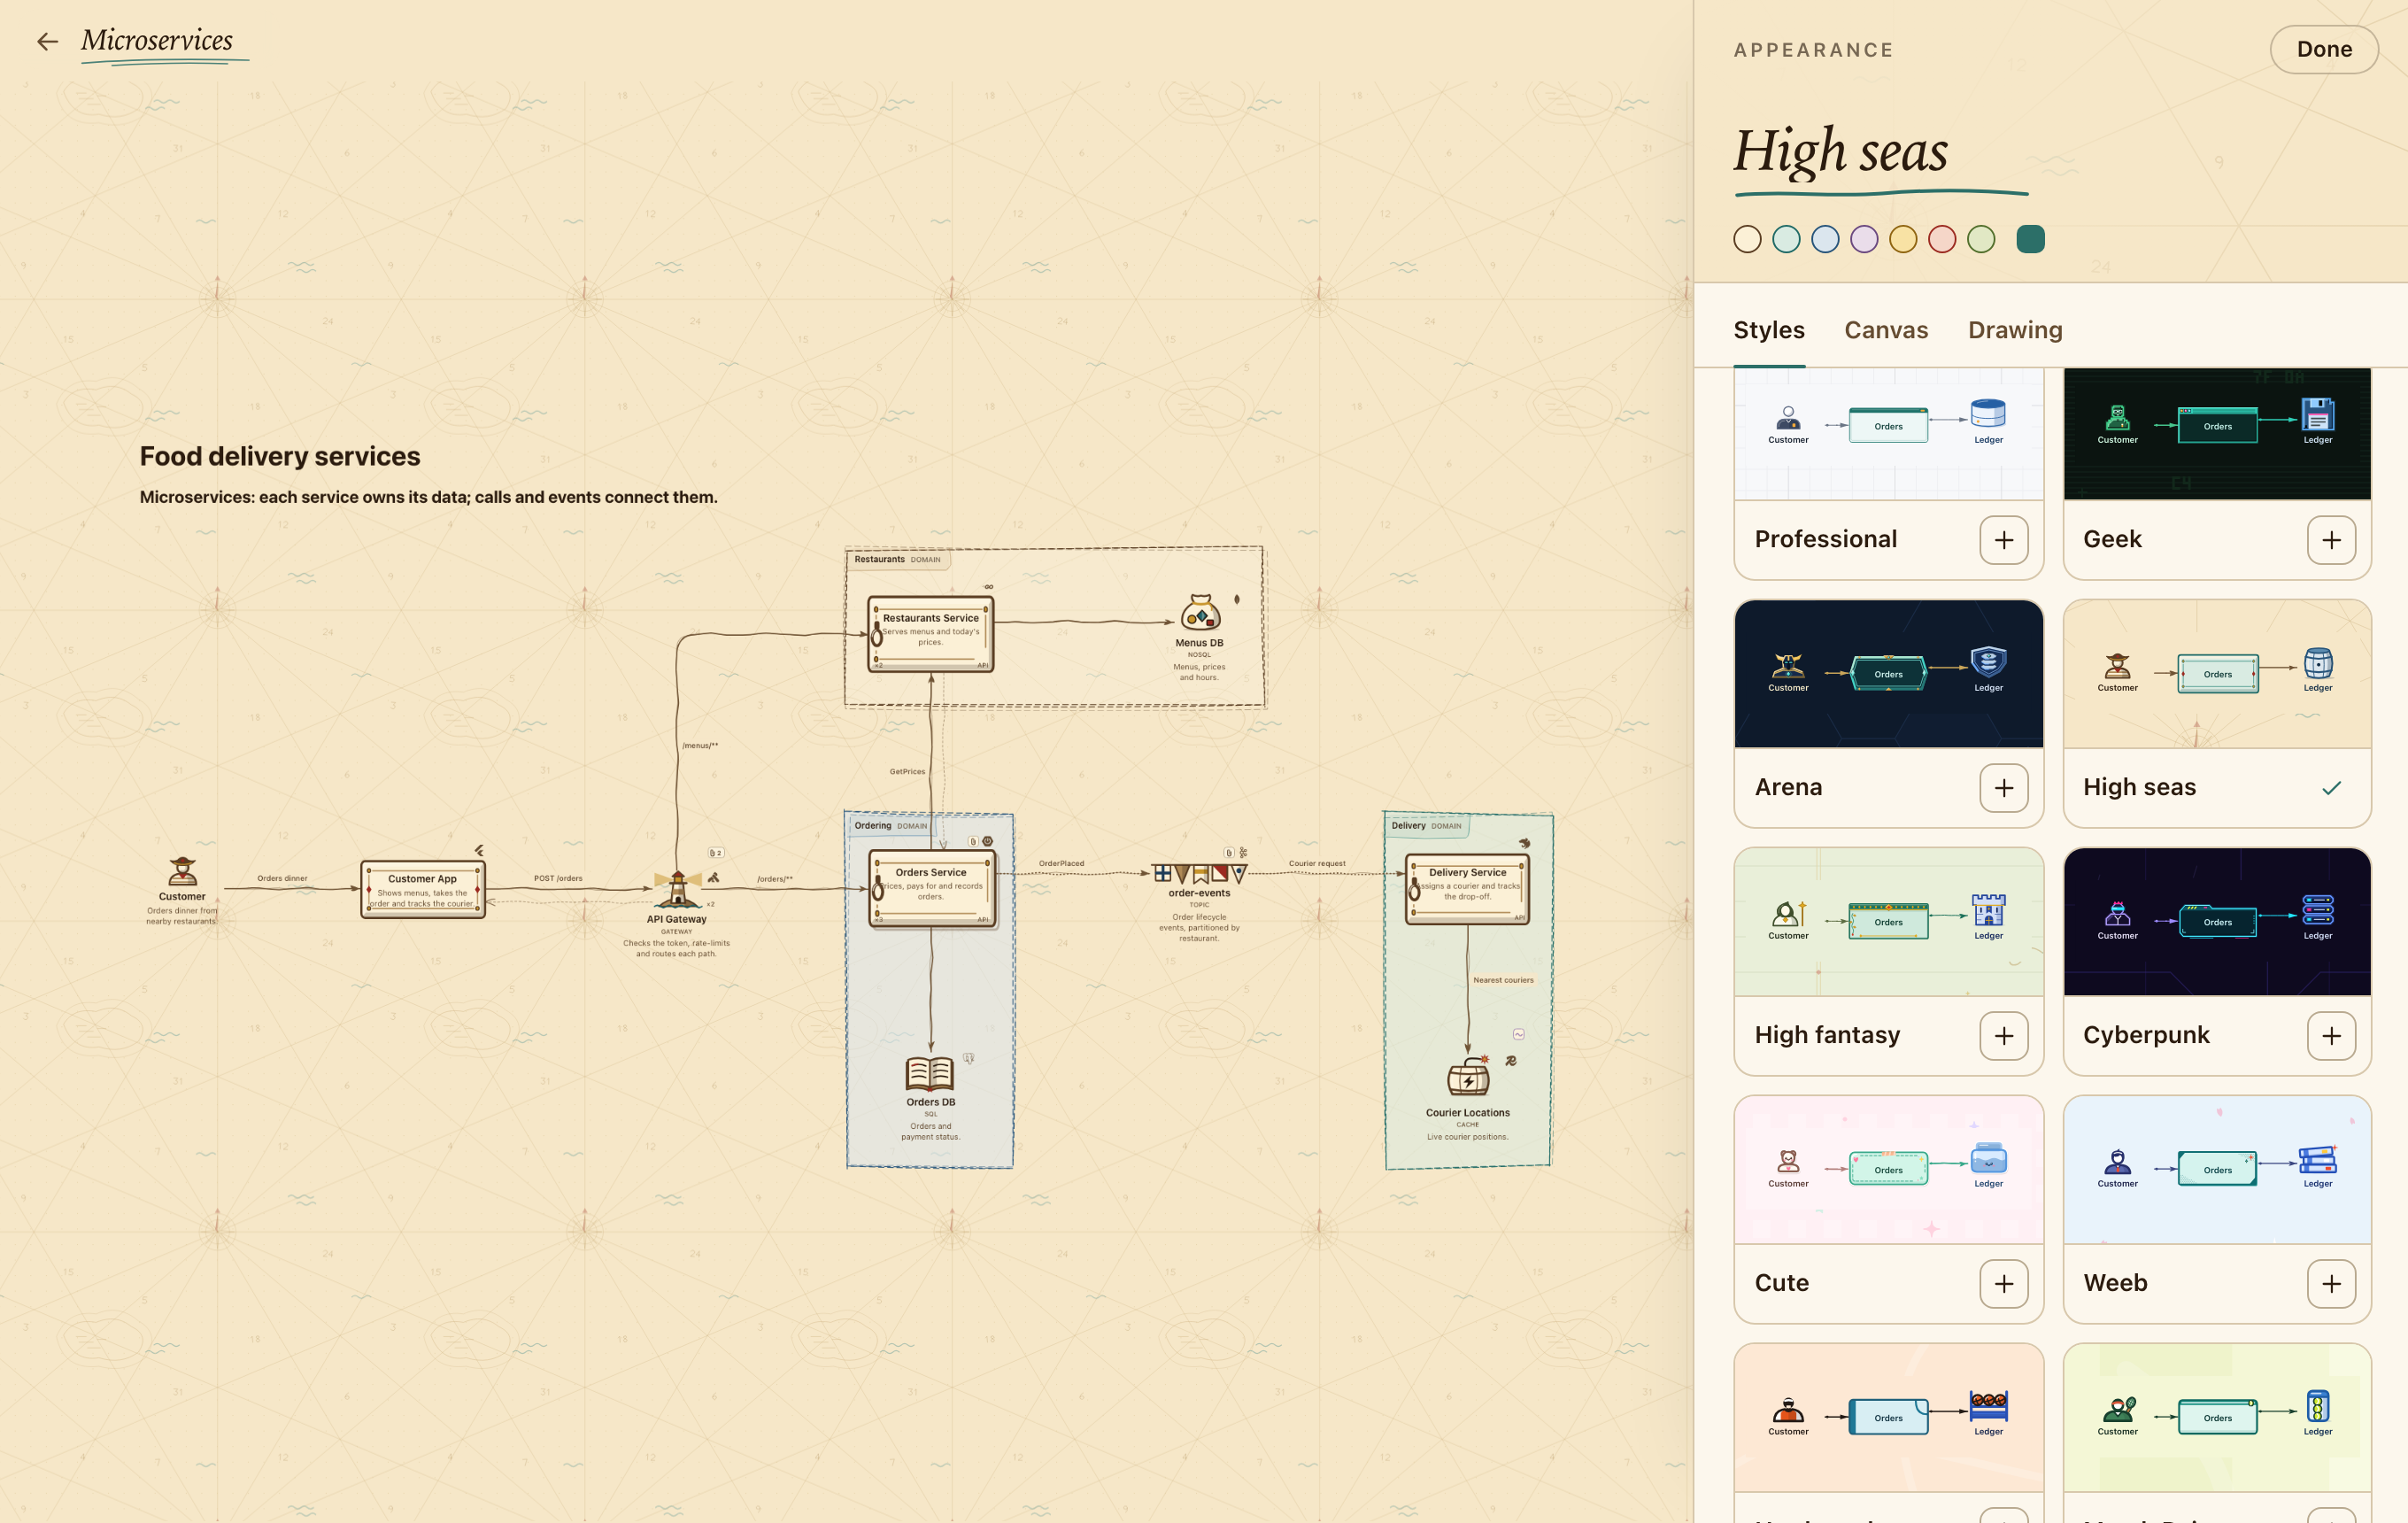 Microservices
Food delivery services
Microservices: each service owns its data; calls and events connect them.
Restaurants DOMAIN
Restaurants Service
Serves menus and today's
prices.
×2
API
Menus DB
NOSQL
Menus, prices
and hours.
/menus/**
GetPrices
Ordering DOMAIN
Orders Service
Prices, pays for and records
orders.
×3
API
Orders DB
SQL
Orders and
payment status.
Customer
Orders dinner from
nearby restaurants.
Orders dinner
Customer App
Shows menus, takes the
order and tracks the courier.
POST /orders
2
×2
API Gateway
GATEWAY
Checks the token, rate-limits
and routes each path.
/orders/**
OrderPlaced
order-events
TOPIC
Order lifecycle
events, partitioned by
restaurant.
Courier request
Delivery DOMAIN
Delivery Service
Assigns a courier and tracks
the drop-off.
API
Nearest couriers
Courier Locations
CACHE
Live courier positions.
APPEARANCE
Done
High seas
Styles
Canvas
Drawing
Customer
Orders
Ledger
Professional
7F 0A
Customer
Orders
Ledger
C4
Geek
Customer
Orders
Ledger
Arena
Customer
Orders
Ledger
High seas
Customer
Orders
Ledger
High fantasy
Customer
Orders
Ledger
Cyberpunk
Customer
Orders
Ledger
Cute
Customer
Orders
Ledger
Weeb
Customer
Orders
Ledger
Customer
Orders
Ledger